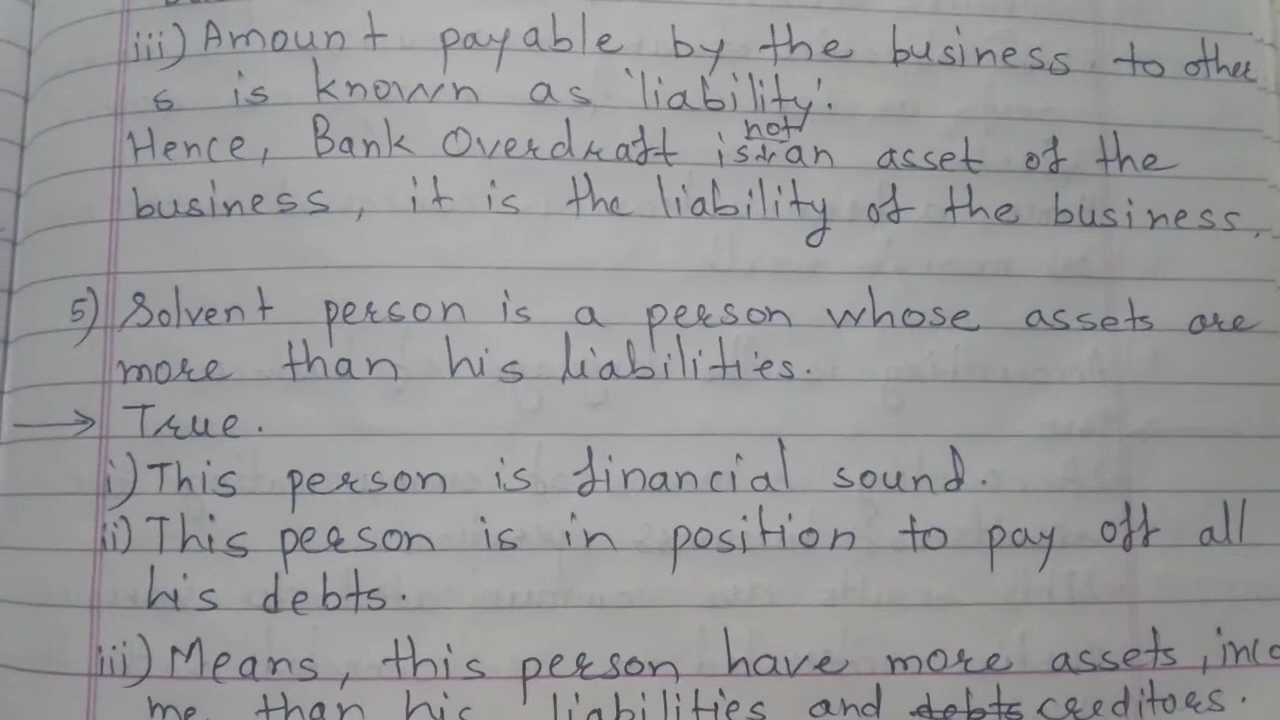 iii) Amount payable by the business to other
s is known as 'liability'.
Hence, Bank Overdraft is not an asset of the
business, it is the liability of the business.
5) Solvent person is a person whose assets are
more than his liabilities.
→ True.
i) This person is financial sound.
ii) This person is in position to pay off all
his debts.
iii) Means, this person have more assets, inco
me than his liabilities and debts creditors.